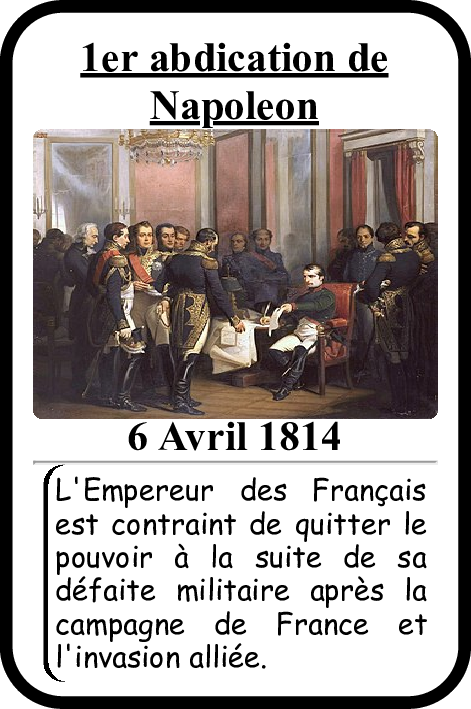 1er abdication de
Napoleon
6 Avril 1814
L'Empereur des Français
est contraint de quitter le
pouvoir à la suite de sa
défaite militaire après la
campagne de France et
l'invasion alliée.